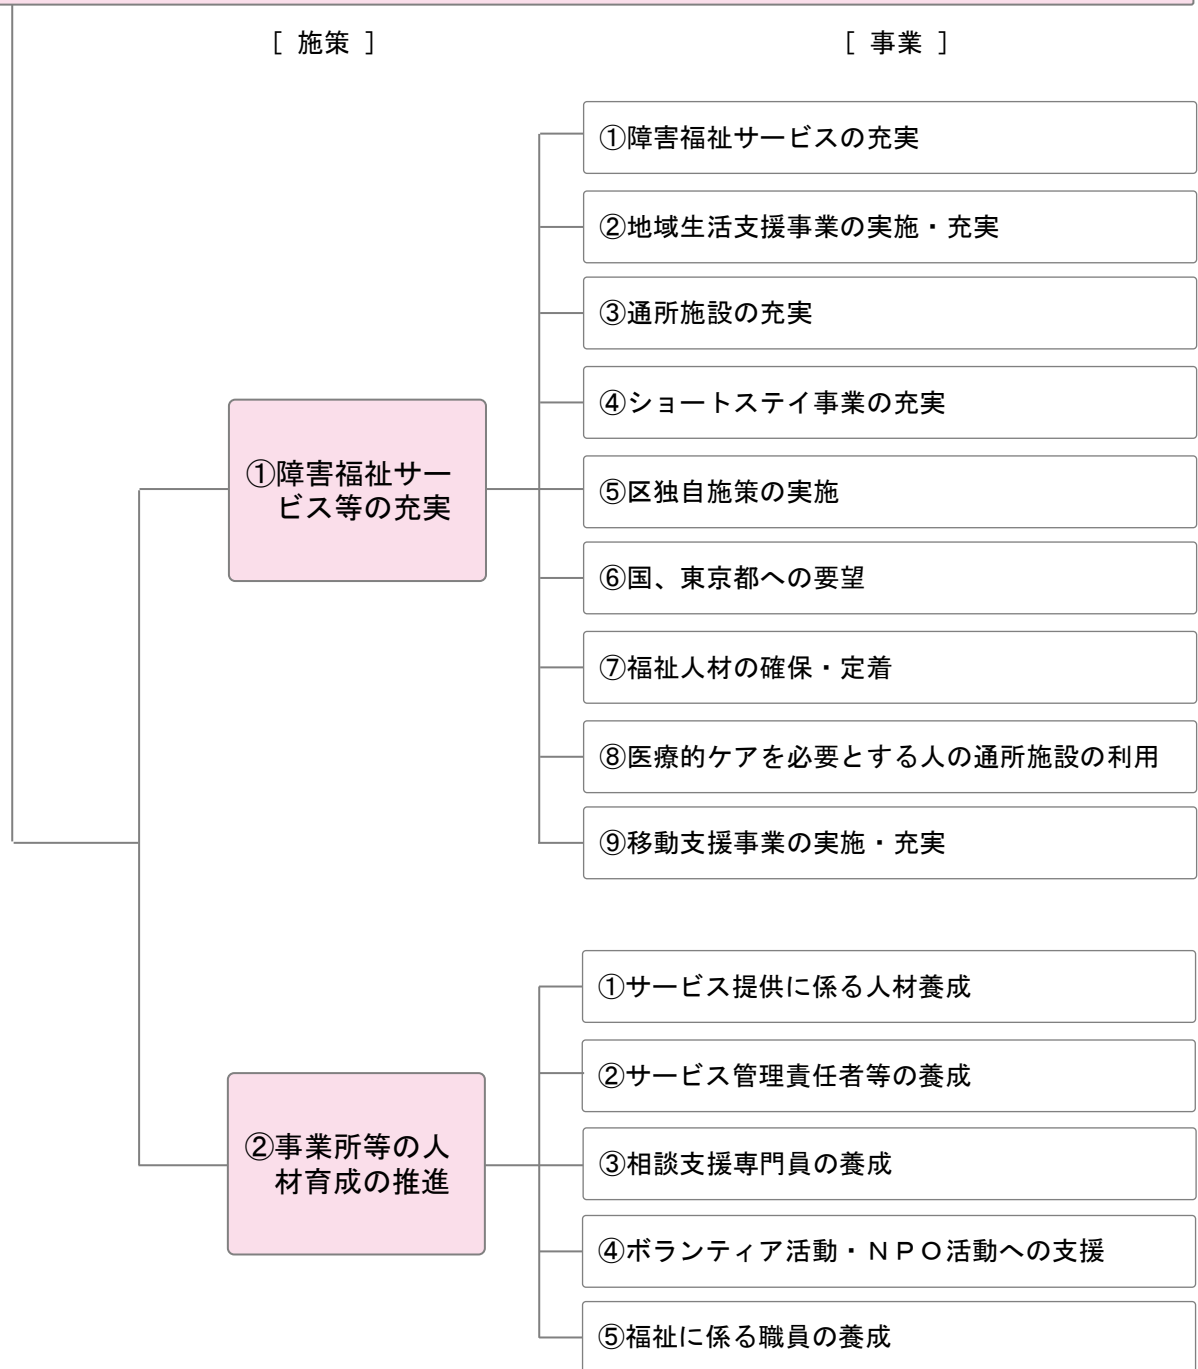 [ 施策 ]
[ 事業 ]
①障害福祉サー
ビス等の充実
①障害福祉サービスの充実
②地域生活支援事業の実施・充実
③通所施設の充実
④ショートステイ事業の充実
⑤区独自施策の実施
⑥国、東京都への要望
⑦福祉人材の確保・定着
⑧医療的ケアを必要とする人の通所施設の利用
⑨移動支援事業の実施・充実
②事業所等の人
材育成の推進
①サービス提供に係る人材養成
②サービス管理責任者等の養成
③相談支援専門員の養成
④ボランティア活動・ＮＰＯ活動への支援
⑤福祉に係る職員の養成